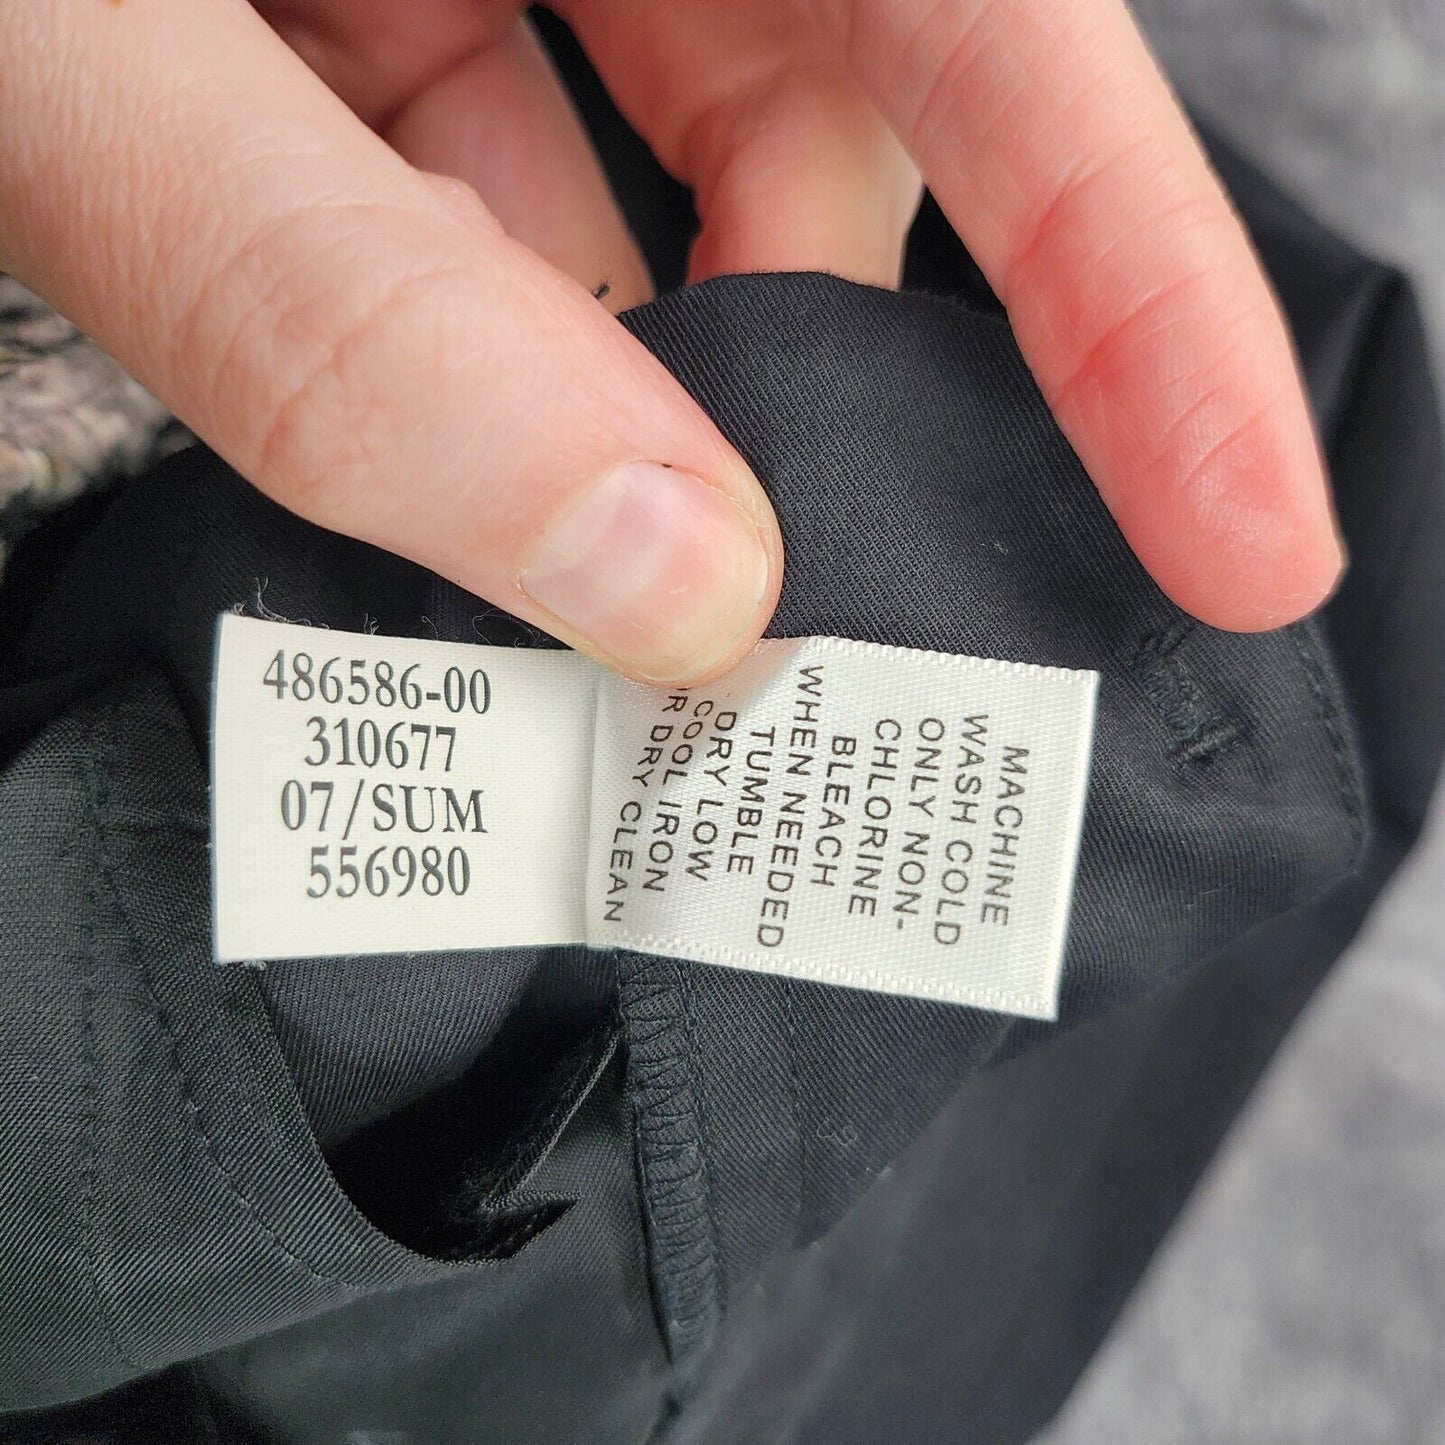 486586-00
310677
07/SUM
556980
MACHINE
WASH COLD
ONLY NON-
CHLORINE
BLEACH
WHEN NEEDED
TUMBLE
DRY LOW
COOL IRON
OR DRY CLEAN